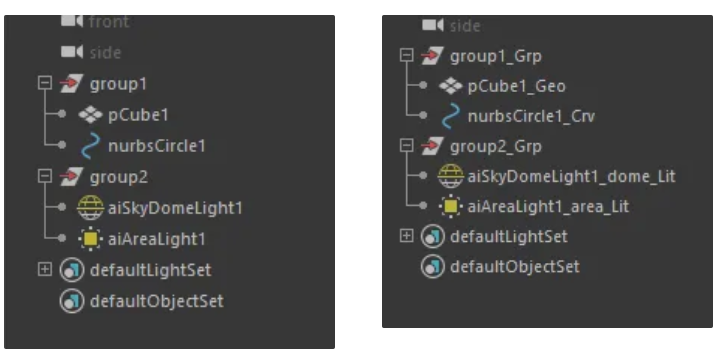 front
side
group1
pCube1
nurbsCircle1
group2
aiSkyDomeLight1
aiAreaLight1
defaultLightSet
defaultObjectSet
side
group1_Grp
pCube1_Geo
nurbsCircle1_Crv
group2_Grp
aiSkyDomeLight1_dome_Lit
aiAreaLight1_area_Lit
defaultLightSet
defaultObjectSet